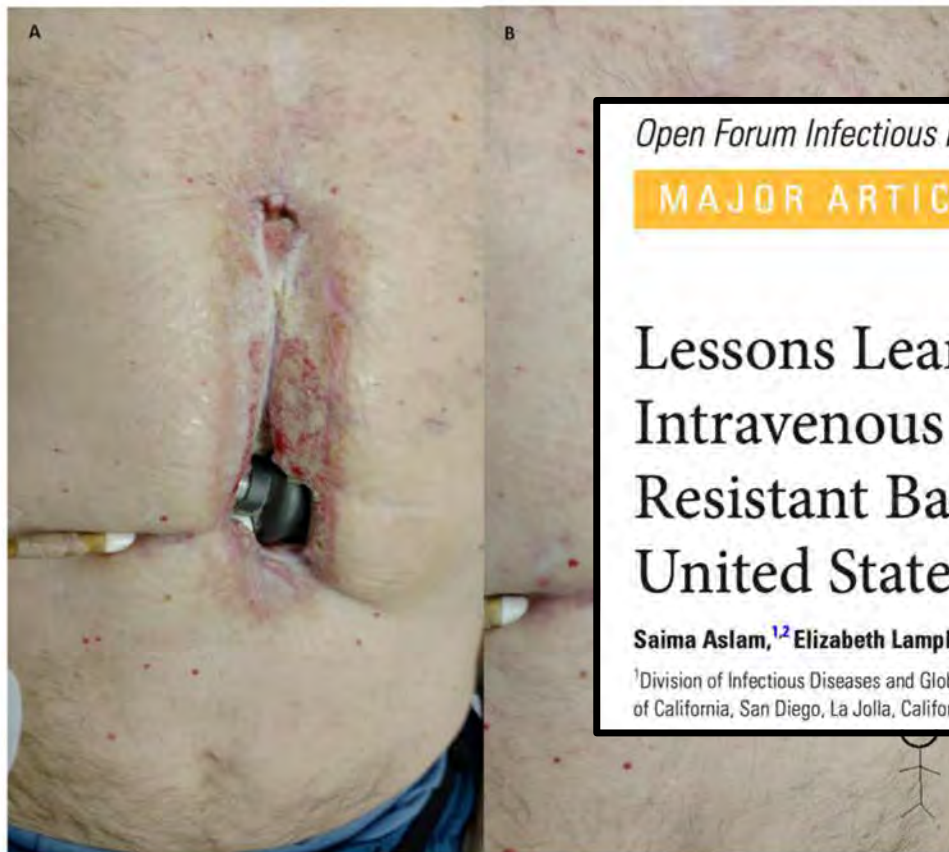 A
B
Open Forum Infectious
MAJOR ARTIC
Lessons Lear
Intravenous
Resistant Ba
United State
Saima Aslam,1,2 Elizabeth Lampl
1Division of Infectious Diseases and Glo
of California, San Diego, La Jolla, Califor